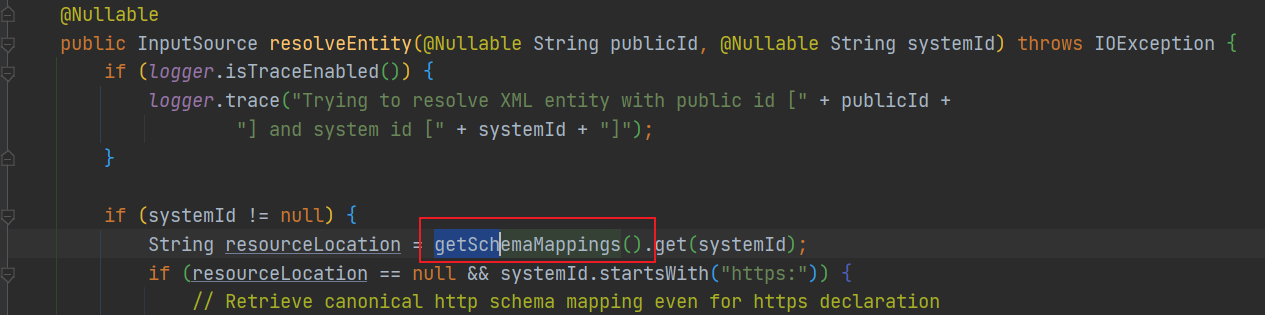 @Nullable
public InputSource resolveEntity(@Nullable String publicId, @Nullable String systemId) throws IOException {
if (logger.isTraceEnabled()) {
logger.trace("Trying to resolve XML entity with public id [" + publicId +
"] and system id [" + systemId + "]");
}
if (systemId != null) {
String resourceLocation = getSchemaMappings().get(systemId);
if (resourceLocation == null && systemId.startsWith("https:")) {
// Retrieve canonical http schema mapping even for https declaration